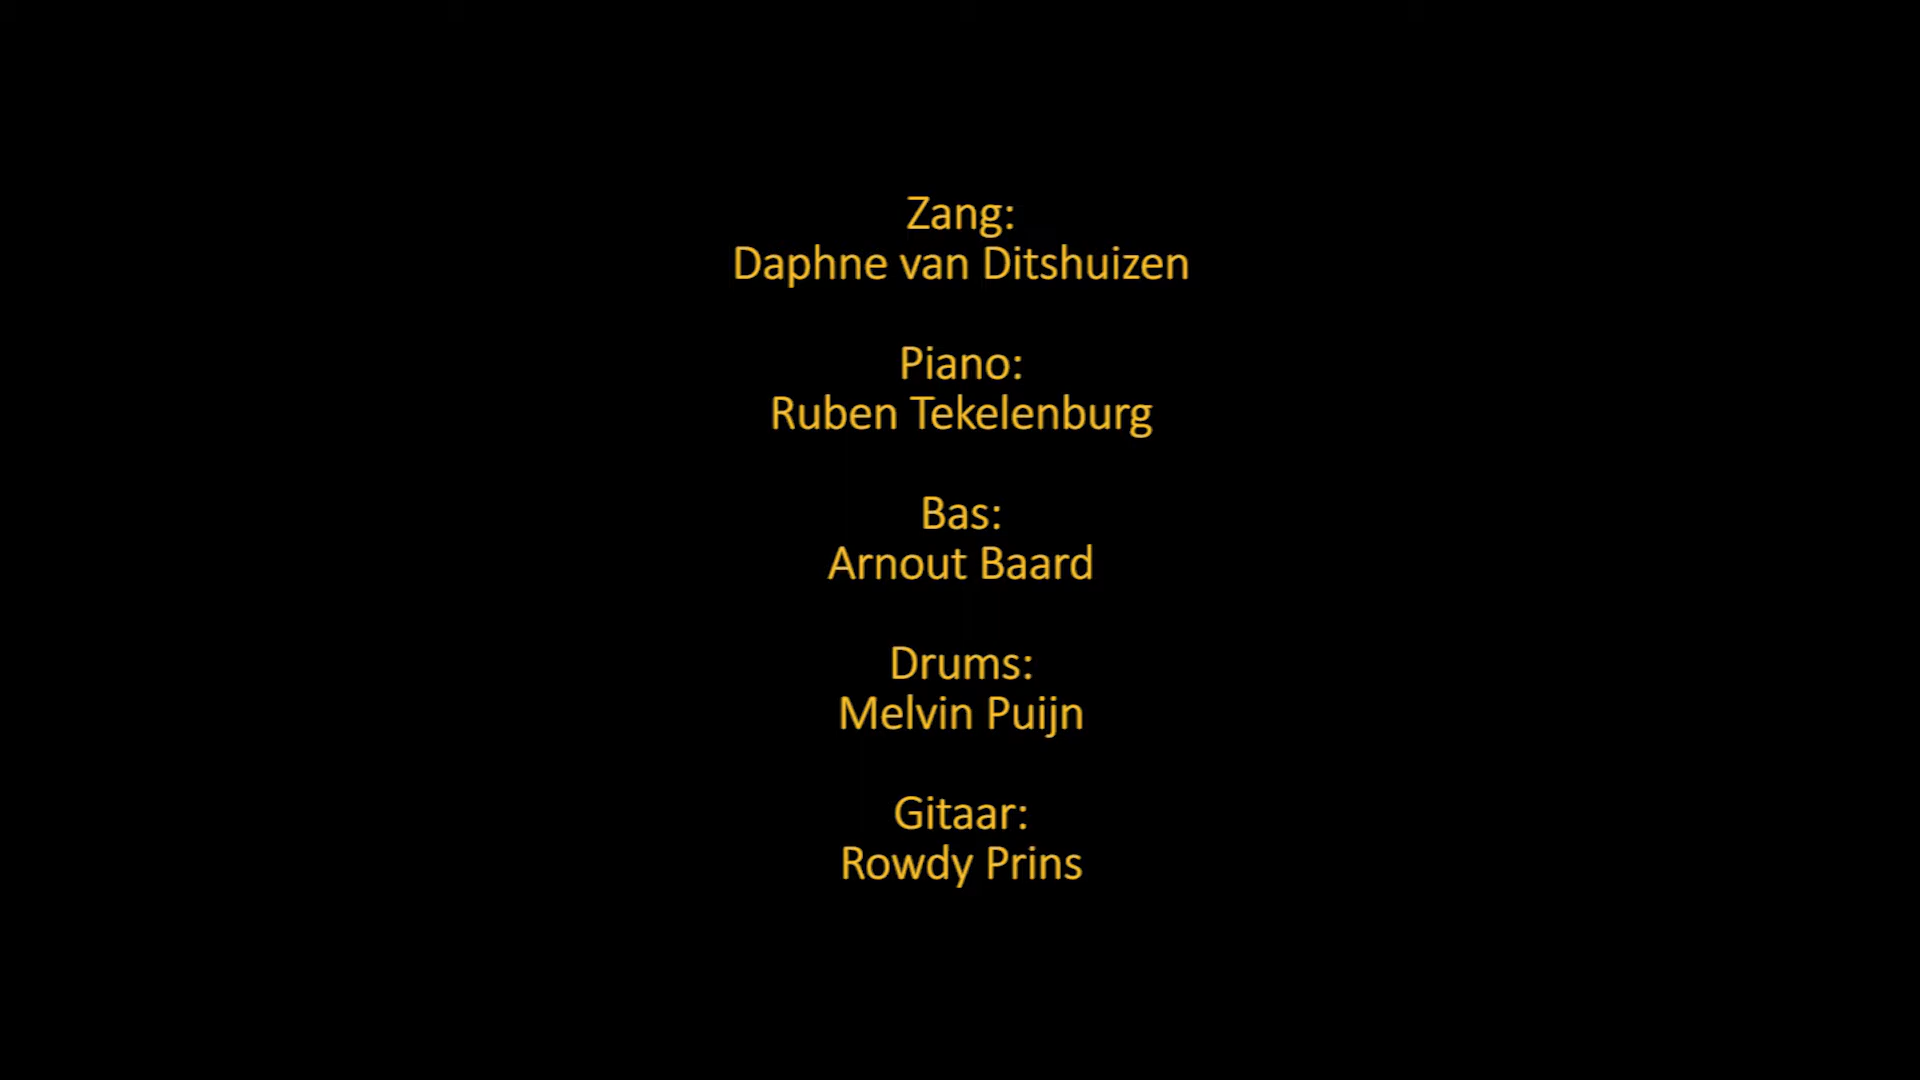 Zang:
Daphne van Ditshuizen
Piano:
Ruben Tekelenburg
Bas:
Arnout Baard
Drums:
Melvin Puijn
Gitaar:
Rowdy Prins